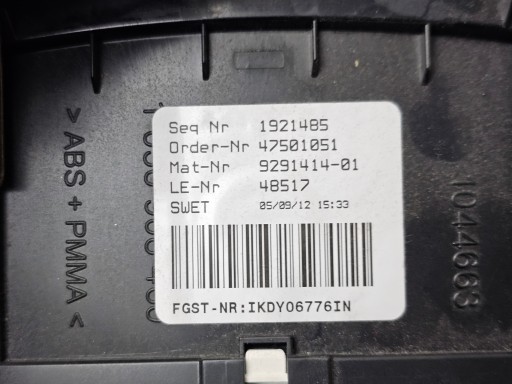 Seq Nr 1921485
Order-Nr 47501051
Mat-Nr 9291414-01
LE-Nr 48517
SWET 05/09/12 15:33
FGST-NR:IKDY06776IN
> ABS + PMMA <
1044663